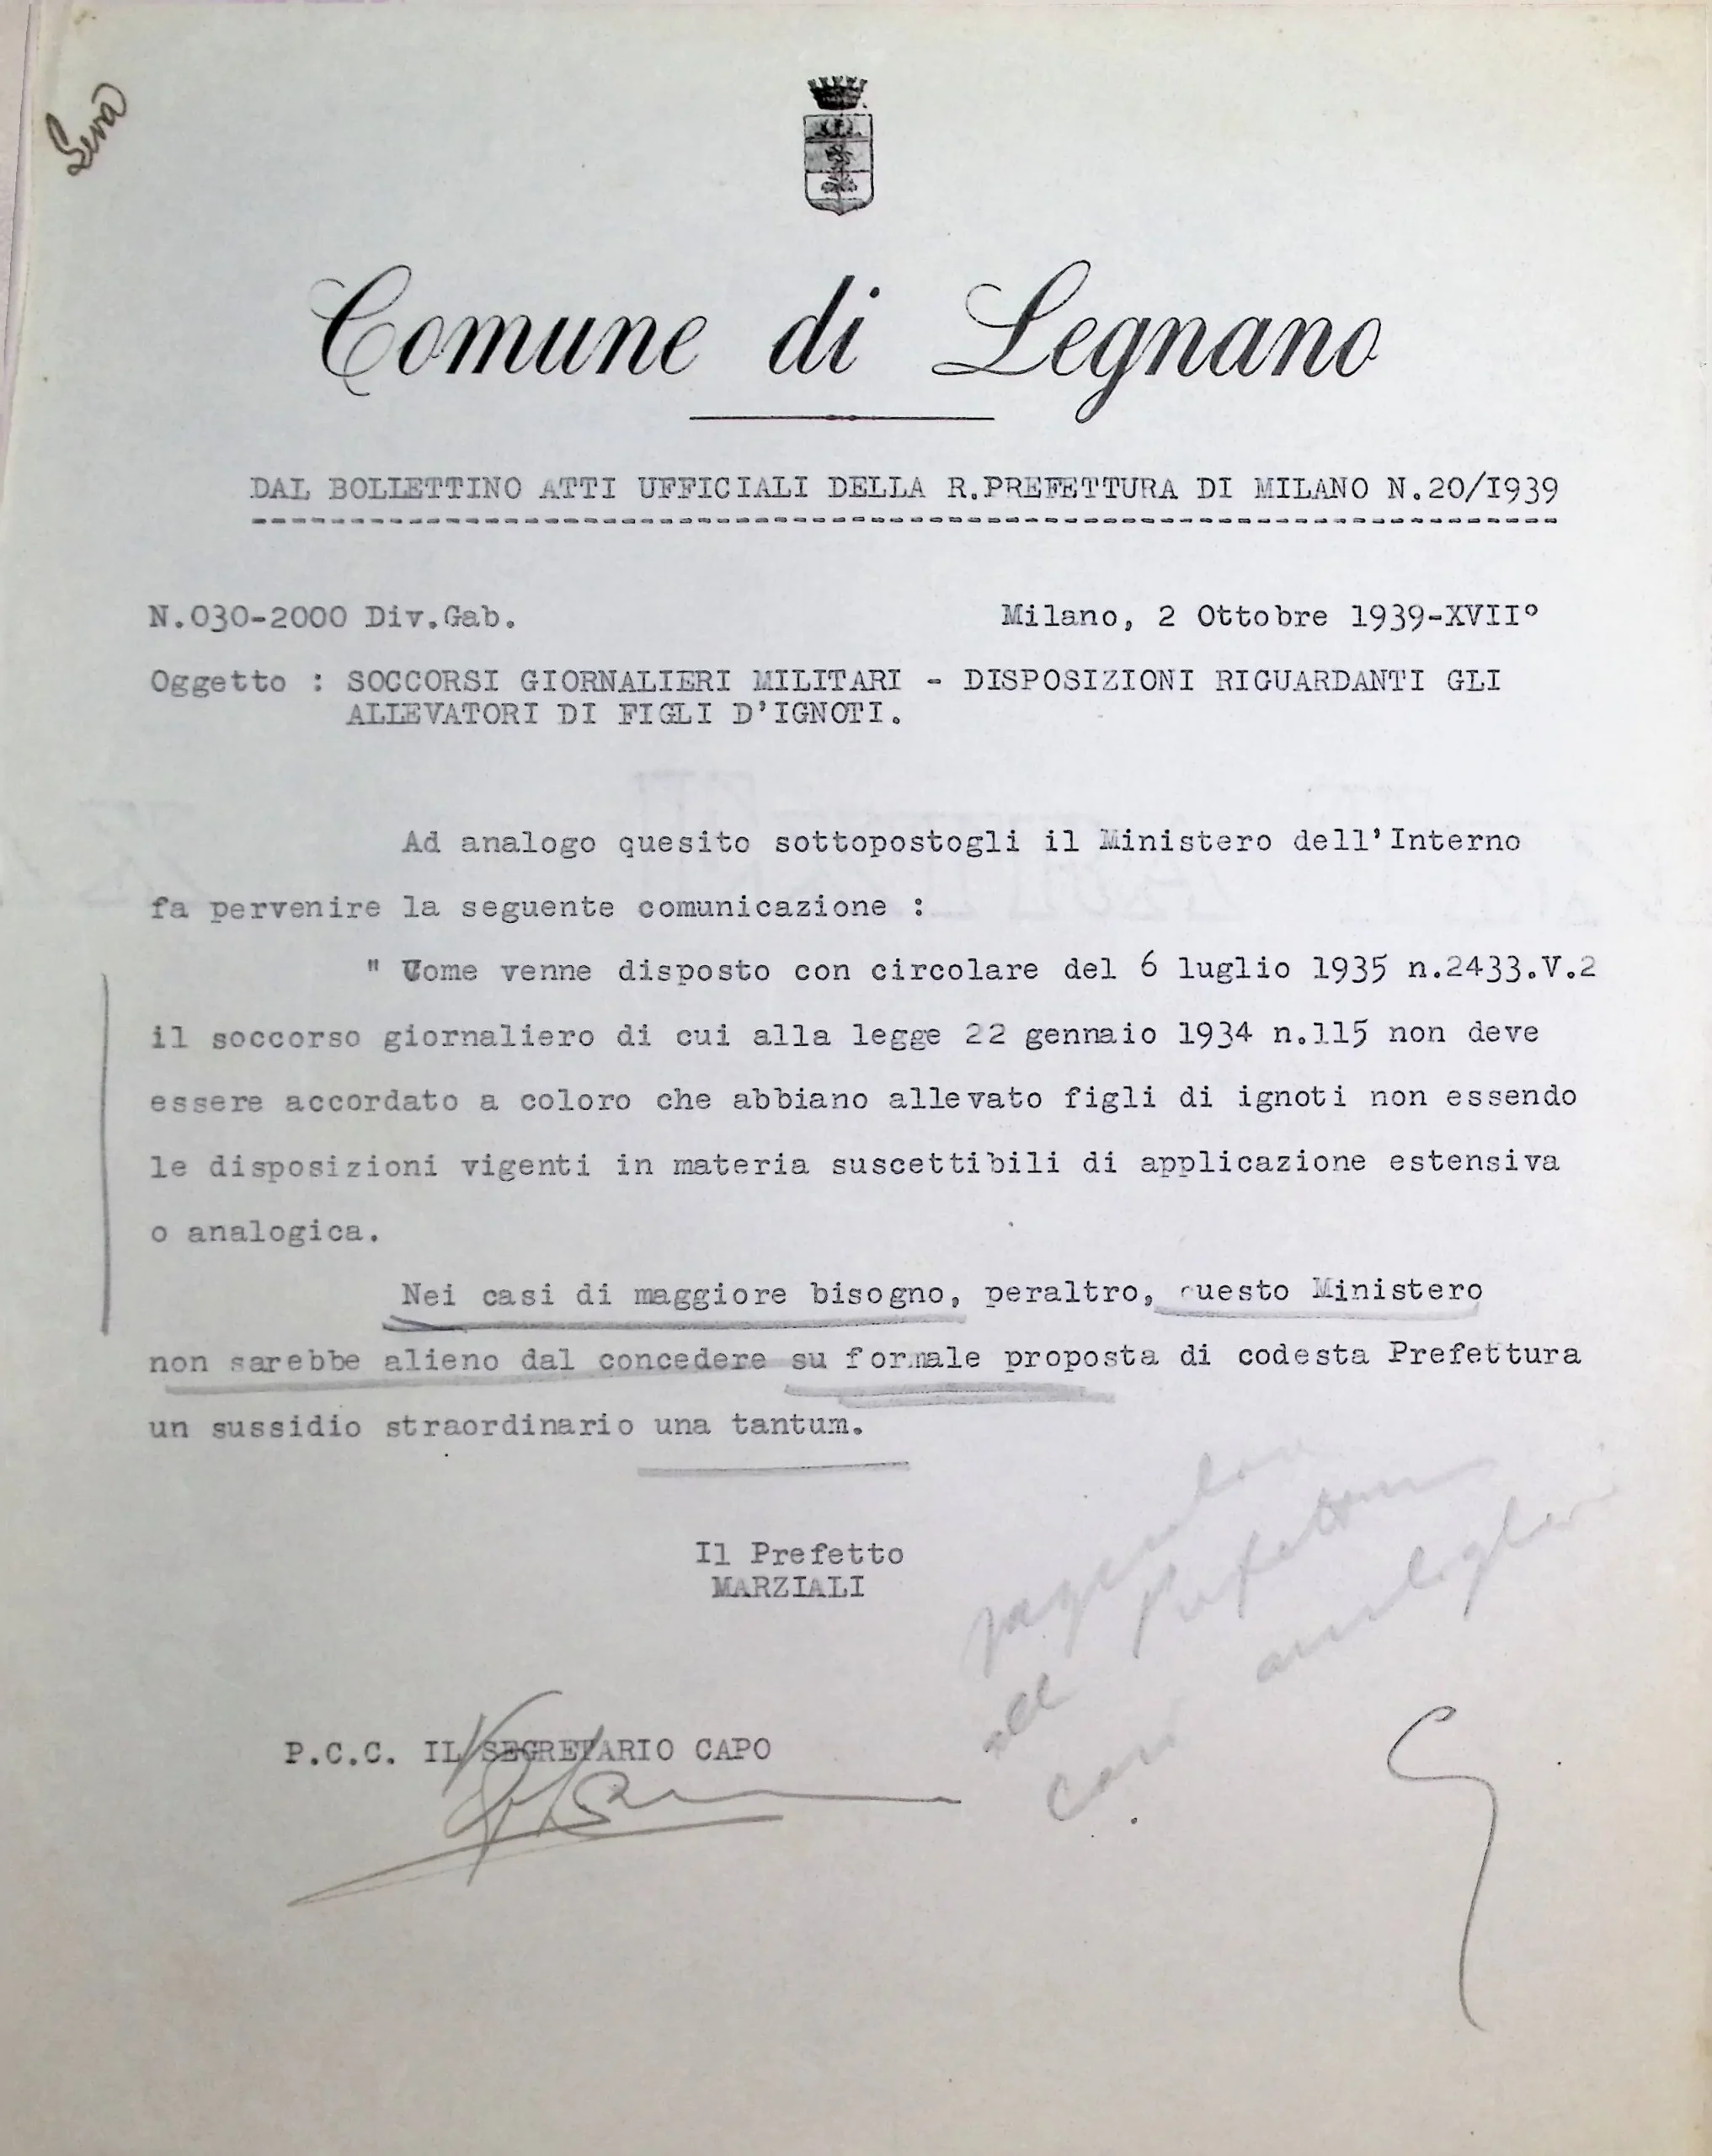 Leva
Comune di Legnano
DAL BOLLETTINO ATTI UFFICIALI DELLA R.PREFETTURA DI MILANO N.20/1939
N.030-2000 Div.Gab.
Milano, 2 Ottobre 1939-XVII°
Oggetto : SOCCORSI GIORNALIERI MILITARI - DISPOSIZIONI RIGUARDANTI GLI
ALLEVATORI DI FIGLI D'IGNOTI.
Ad analogo quesito sottopostogli il Ministero dell'Interno
fa pervenire la seguente comunicazione :
" Come venne disposto con circolare del 6 luglio 1935 n.2433.V.2
il soccorso giornaliero di cui alla legge 22 gennaio 1934 n.115 non deve
essere accordato a coloro che abbiano allevato figli di ignoti non essendo
le disposizioni vigenti in materia suscettibili di applicazione estensiva
o analogica.
Nei casi di maggiore bisogno, peraltro, questo Ministero
non sarebbe alieno dal concedere su formale proposta di codesta Prefettura
un sussidio straordinario una tantum.
Il Prefetto
MARZIALI
P.C.C. IL SEGRETARIO CAPO